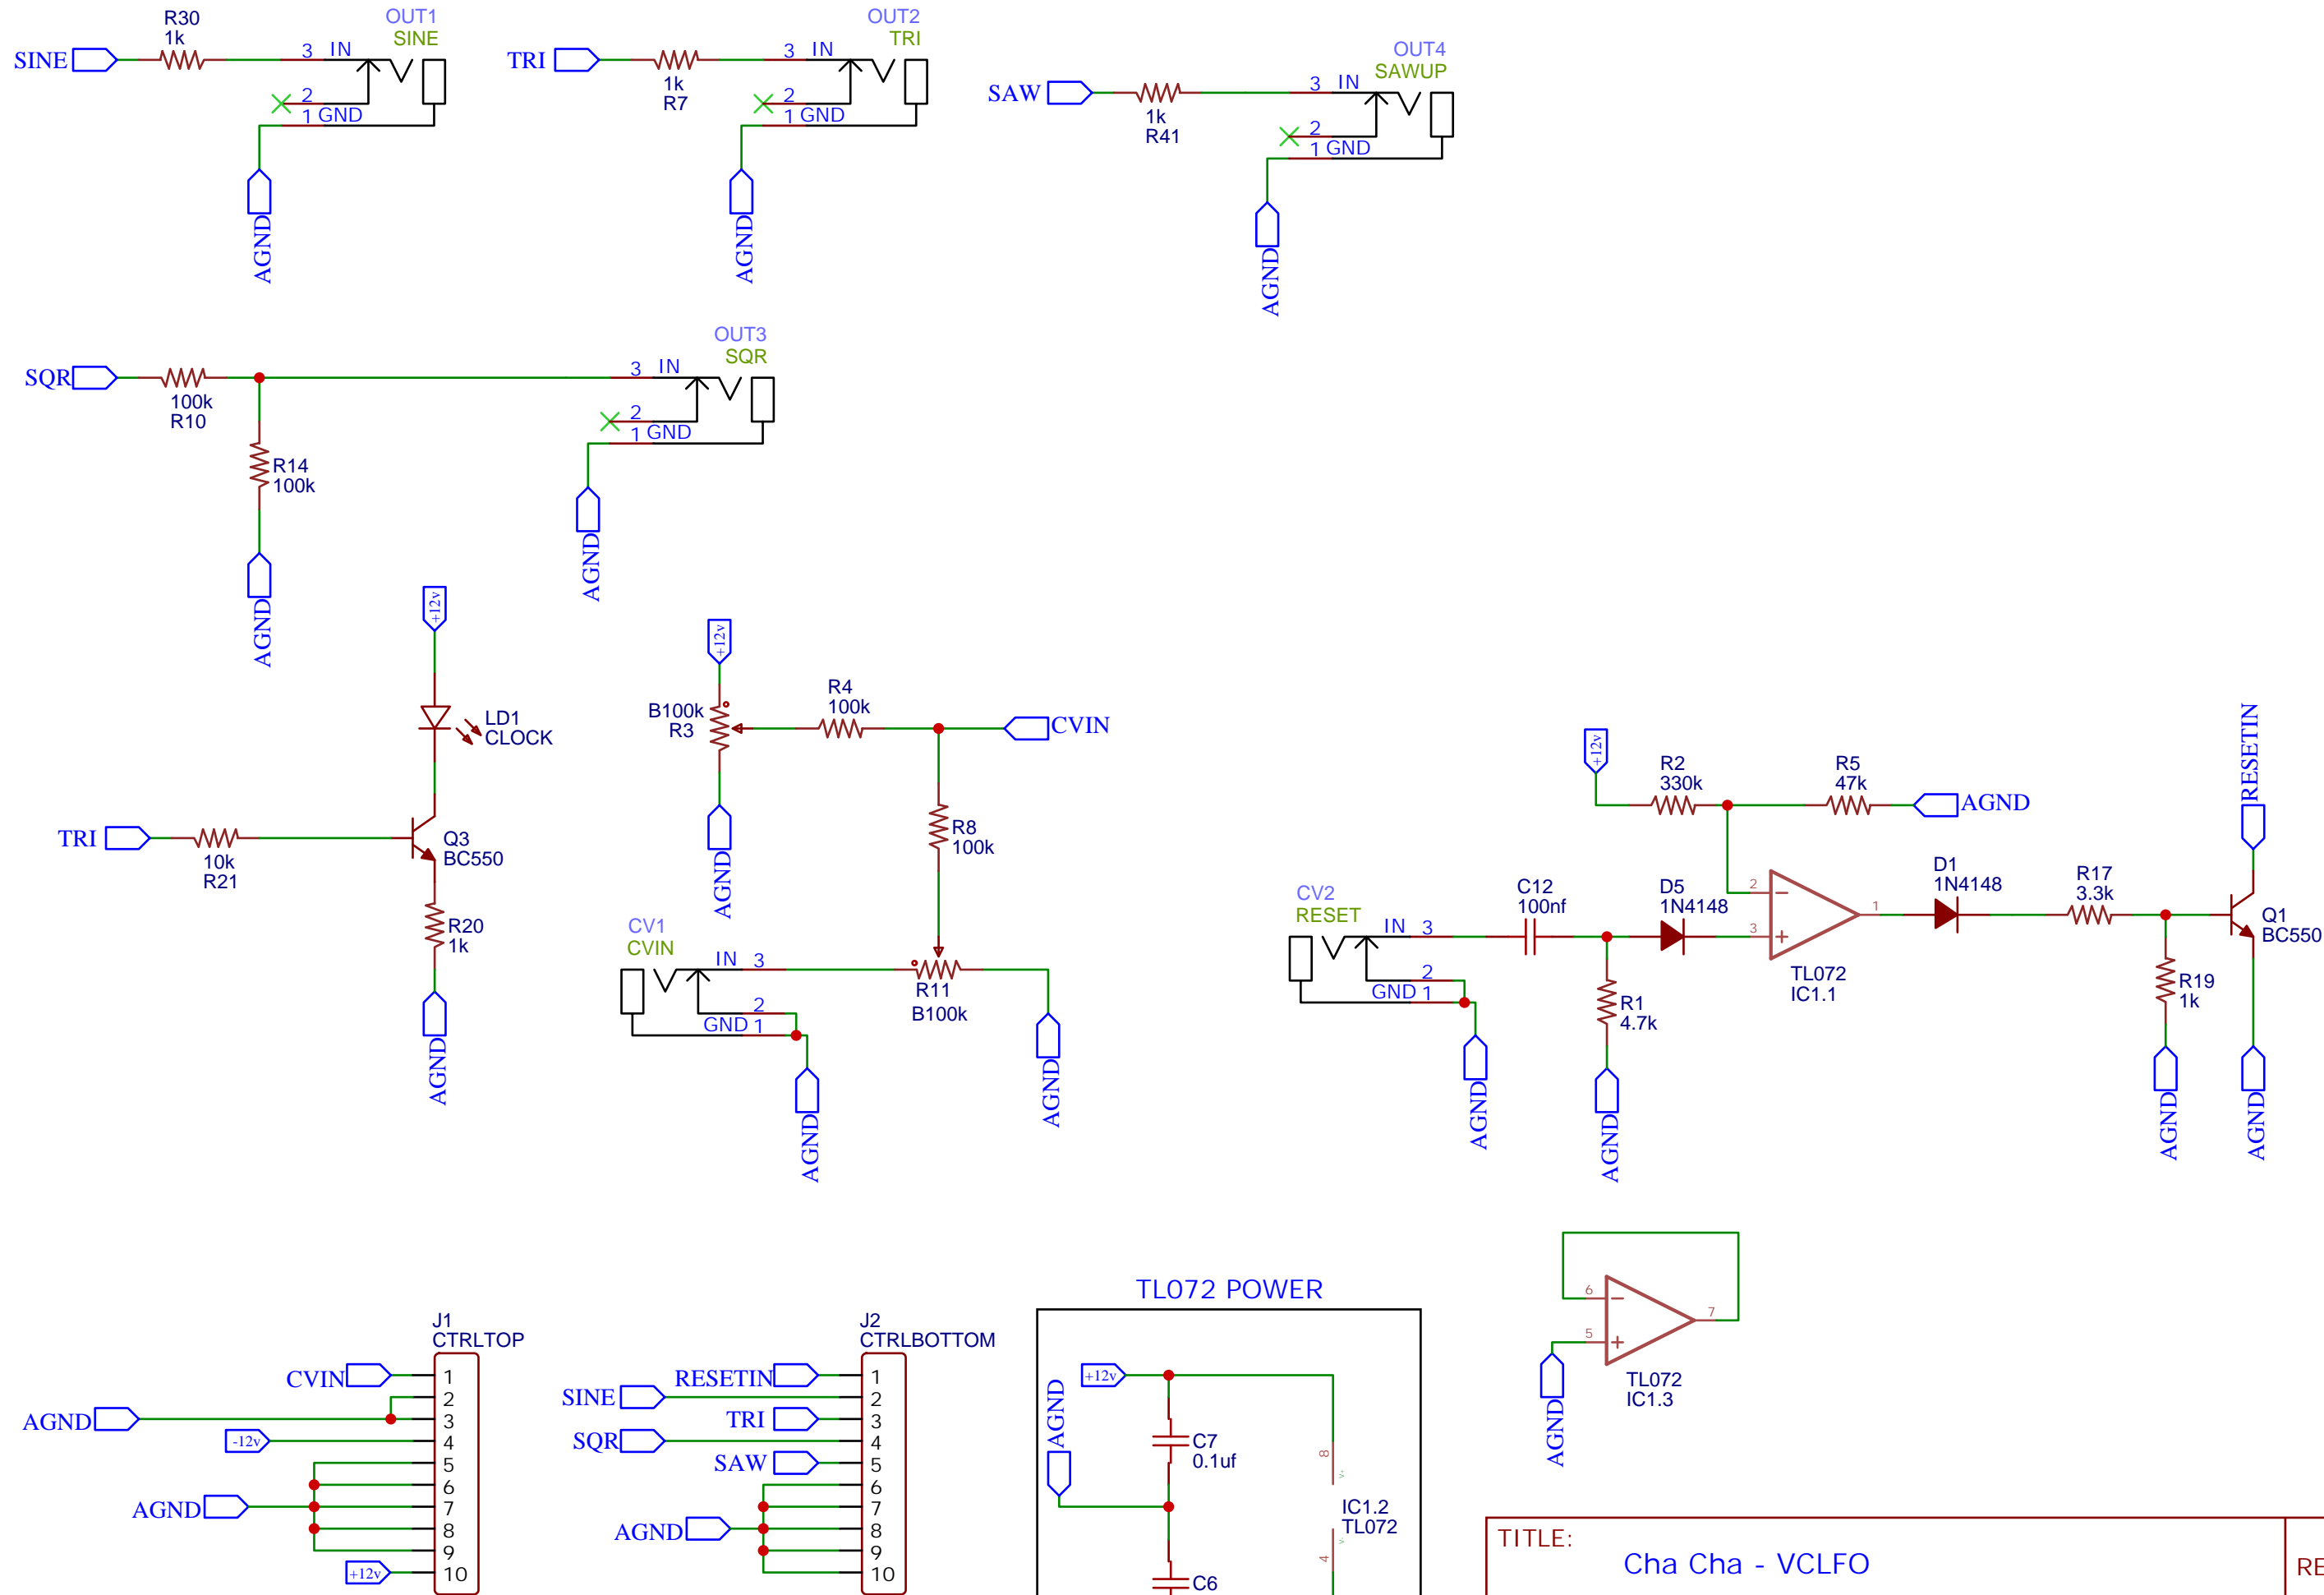 R30
1k
SINE
OUT1
SINE
3 IN
2
1 GND
AGND
TRI
1k
R7
OUT2
TRI
3 IN
2
1 GND
AGND
SAW
1k
R41
OUT4
SAWUP
3 IN
2
1 GND
AGND
SQR
100k
R10
R14
100k
AGND
OUT3
SQR
3 IN
2
1 GND
AGND
+12v
LD1
CLOCK
TRI
10k
R21
Q3
BC550
R20
1k
AGND
+12v
B100k
R3
R4
100k
CVIN
AGND
R8
100k
CV1
CVIN
IN 3
2
GND 1
R11
B100k
AGND
AGND
+12v
R2
330k
R5
47k
AGND
RESETIN
CV2
RESET
IN 3
2
GND 1
AGND
C12
100nf
D5
1N4148
R1
4.7k
AGND
2
3
1
TL072
IC1.1
D1
1N4148
R17
3.3k
R19
1k
AGND
Q1
BC550
AGND
J1
CTRLTOP
CVIN
AGND
-12v
AGND
+12v
1
2
3
4
5
6
7
8
9
10
J2
CTRLBOTTOM
RESETIN
SINE
TRI
SQR
SAW
AGND
1
2
3
4
5
6
7
8
9
10
TL072 POWER
+12v
AGND
C7
0.1uf
8
V+
IC1.2
TL072
4
C6
6
5
7
TL072
IC1.3
AGND
TITLE:
Cha Cha - VCLFO